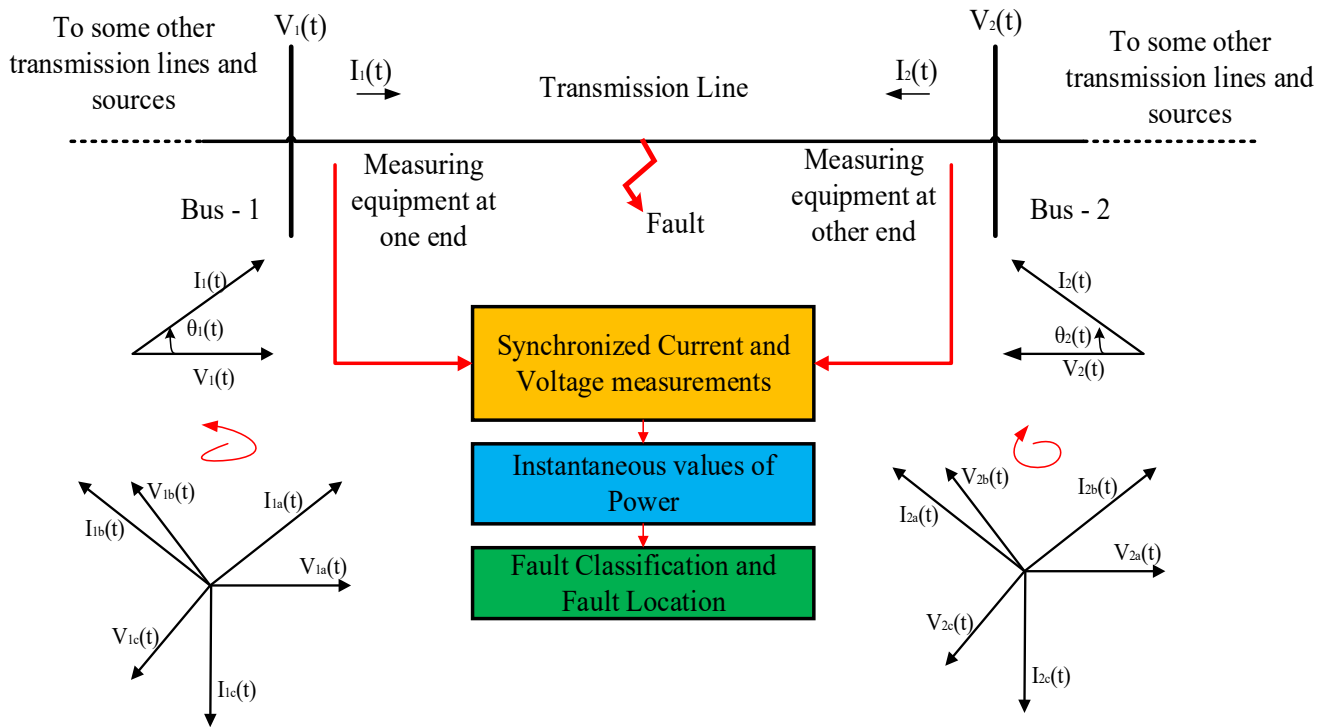 To some other
transmission lines and
sources
V₁(t)
I₁(t)
Transmission Line
I₂(t)
V₂(t)
To some other
transmission lines and
sources
Bus - 1
Measuring
equipment at
one end
Fault
Measuring
equipment at
other end
Bus - 2
I₁(t)
θ₁(t)
V₁(t)
I₂(t)
θ₂(t)
V₂(t)
Synchronized Current and
Voltage measurements
Instantaneous values of
Power
Fault Classification and
Fault Location
V₁b(t)
I₁a(t)
I₁b(t)
V₁a(t)
V₁c(t)
I₁c(t)
V₂b(t)
I₂b(t)
I₂a(t)
V₂a(t)
V₂c(t)
I₂c(t)